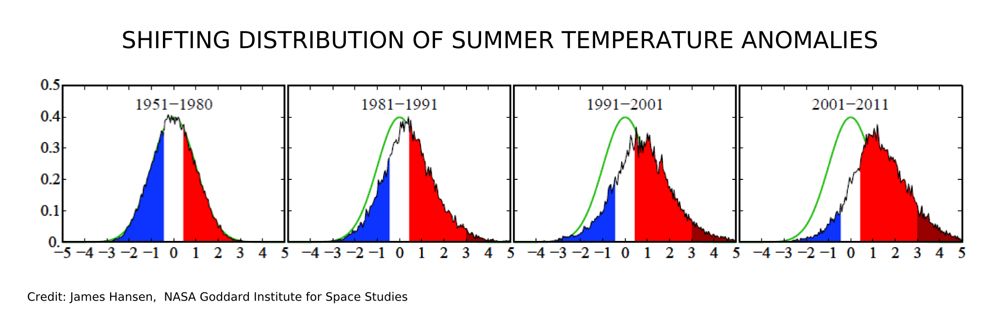 SHIFTING DISTRIBUTION OF SUMMER TEMPERATURE ANOMALIES
0.5
1951−1980 1981−1991 1991−2001 2001−2011
0.4
0.3
0.2
0.1
0.
−5 −4 −3 −2 −1 0 1 2 3 4 5 −4 −3 −2 −1 0 1 2 3 4 5 −4 −3 −2 −1 0 1 2 3 4 5 −4 −3 −2 −1 0 1 2 3 4 5
Credit: James Hansen,  NASA Goddard Institute for Space Studies